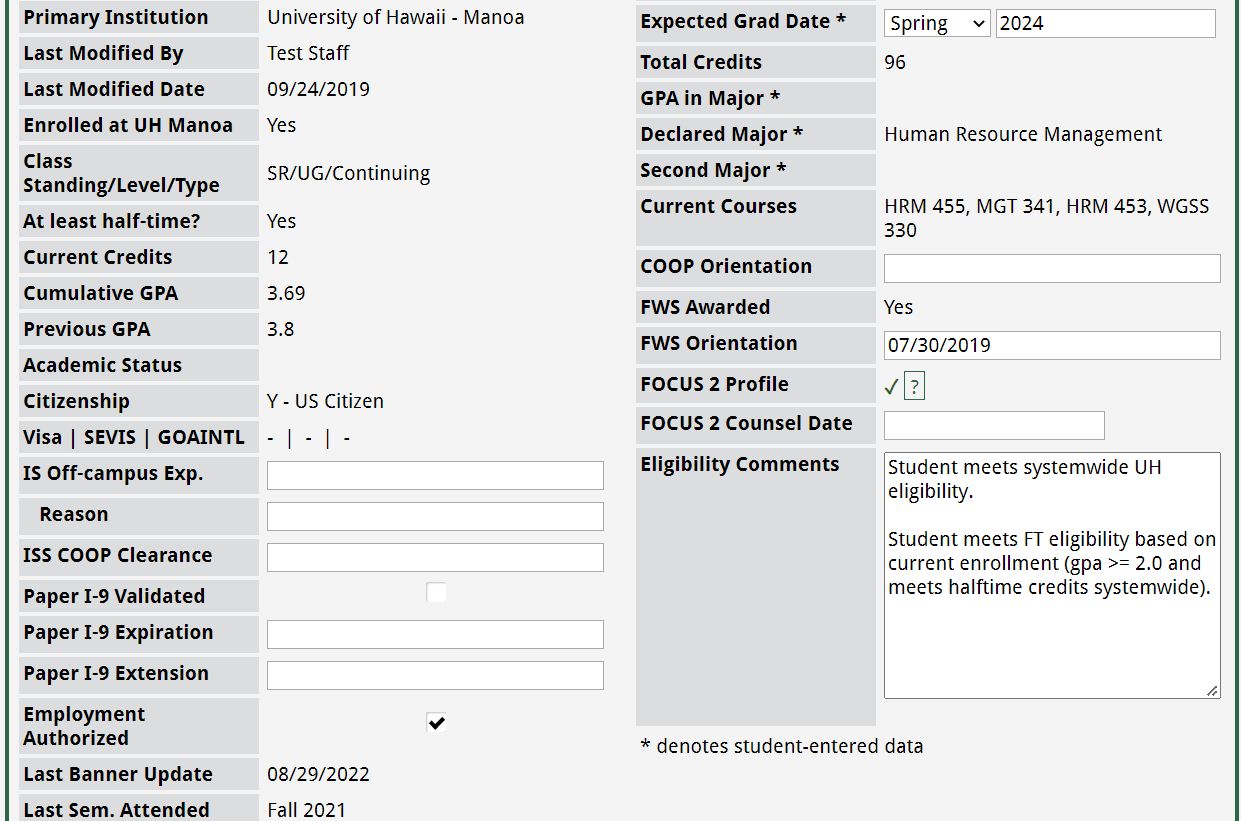 Primary Institution University of Hawaii - Manoa
Last Modified By Test Staff
Last Modified Date 09/24/2019
Enrolled at UH Manoa Yes
Class
Standing/Level/Type SR/UG/Continuing
At least half-time? Yes
Current Credits 12
Cumulative GPA 3.69
Previous GPA 3.8
Academic Status
Citizenship Y - US Citizen
Visa | SEVIS | GOAINTL - | - | -
IS Off-campus Exp.
Reason
ISS COOP Clearance
Paper I-9 Validated
Paper I-9 Expiration
Paper I-9 Extension
Employment
Authorized
Last Banner Update 08/29/2022
Last Sem. Attended Fall 2021
Expected Grad Date * Spring 2024
Total Credits 96
GPA in Major *
Declared Major * Human Resource Management
Second Major *
Current Courses HRM 455, MGT 341, HRM 453, WGSS
330
COOP Orientation
FWS Awarded Yes
FWS Orientation 07/30/2019
FOCUS 2 Profile ✓ ?
FOCUS 2 Counsel Date
Eligibility Comments Student meets systemwide UH
eligibility.
Student meets FT eligibility based on
current enrollment (gpa >= 2.0 and
meets halftime credits systemwide).
* denotes student-entered data